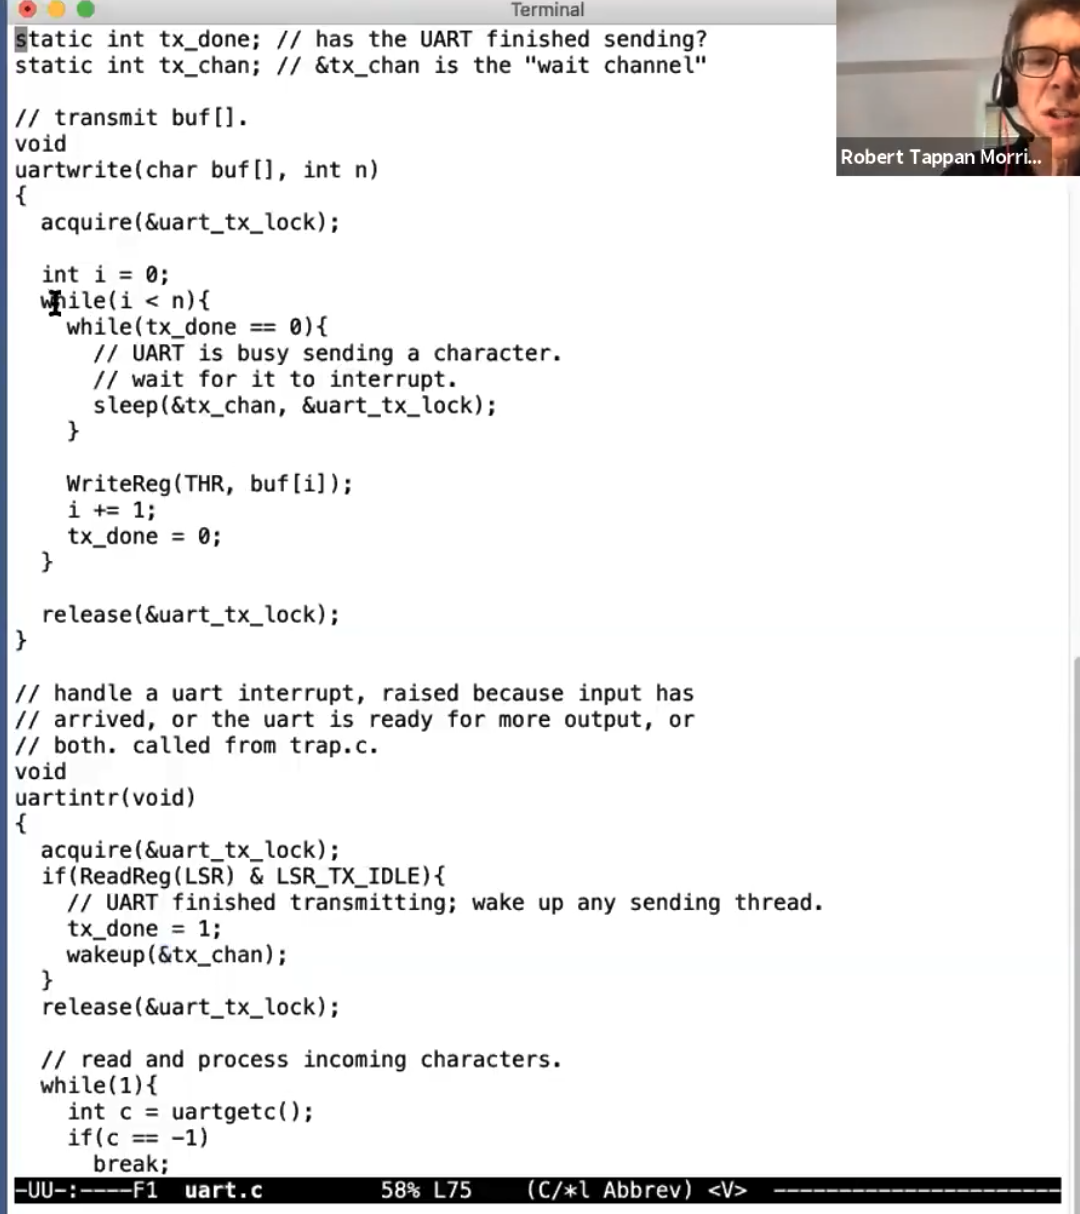 Terminal
static int tx_done; // has the UART finished sending?
static int tx_chan; // &tx_chan is the "wait channel"
Robert Tappan Morri...
// transmit buf[].
void
uartwrite(char buf[], int n)
{
  acquire(&uart_tx_lock);

  int i = 0;
  while(i < n){
    while(tx_done == 0){
      // UART is busy sending a character.
      // wait for it to interrupt.
      sleep(&tx_chan, &uart_tx_lock);
    }

    WriteReg(THR, buf[i]);
    i += 1;
    tx_done = 0;
  }

  release(&uart_tx_lock);
}

// handle a uart interrupt, raised because input has
// arrived, or the uart is ready for more output, or
// both. called from trap.c.
void
uartintr(void)
{
  acquire(&uart_tx_lock);
  if(ReadReg(LSR) & LSR_TX_IDLE){
    // UART finished transmitting; wake up any sending thread.
    tx_done = 1;
    wakeup(&tx_chan);
  }
  release(&uart_tx_lock);

  // read and process incoming characters.
  while(1){
    int c = uartgetc();
    if(c == -1)
      break;
-UU-:----F1  uart.c         58% L75    (C/*l Abbrev) <V>  ----------------------